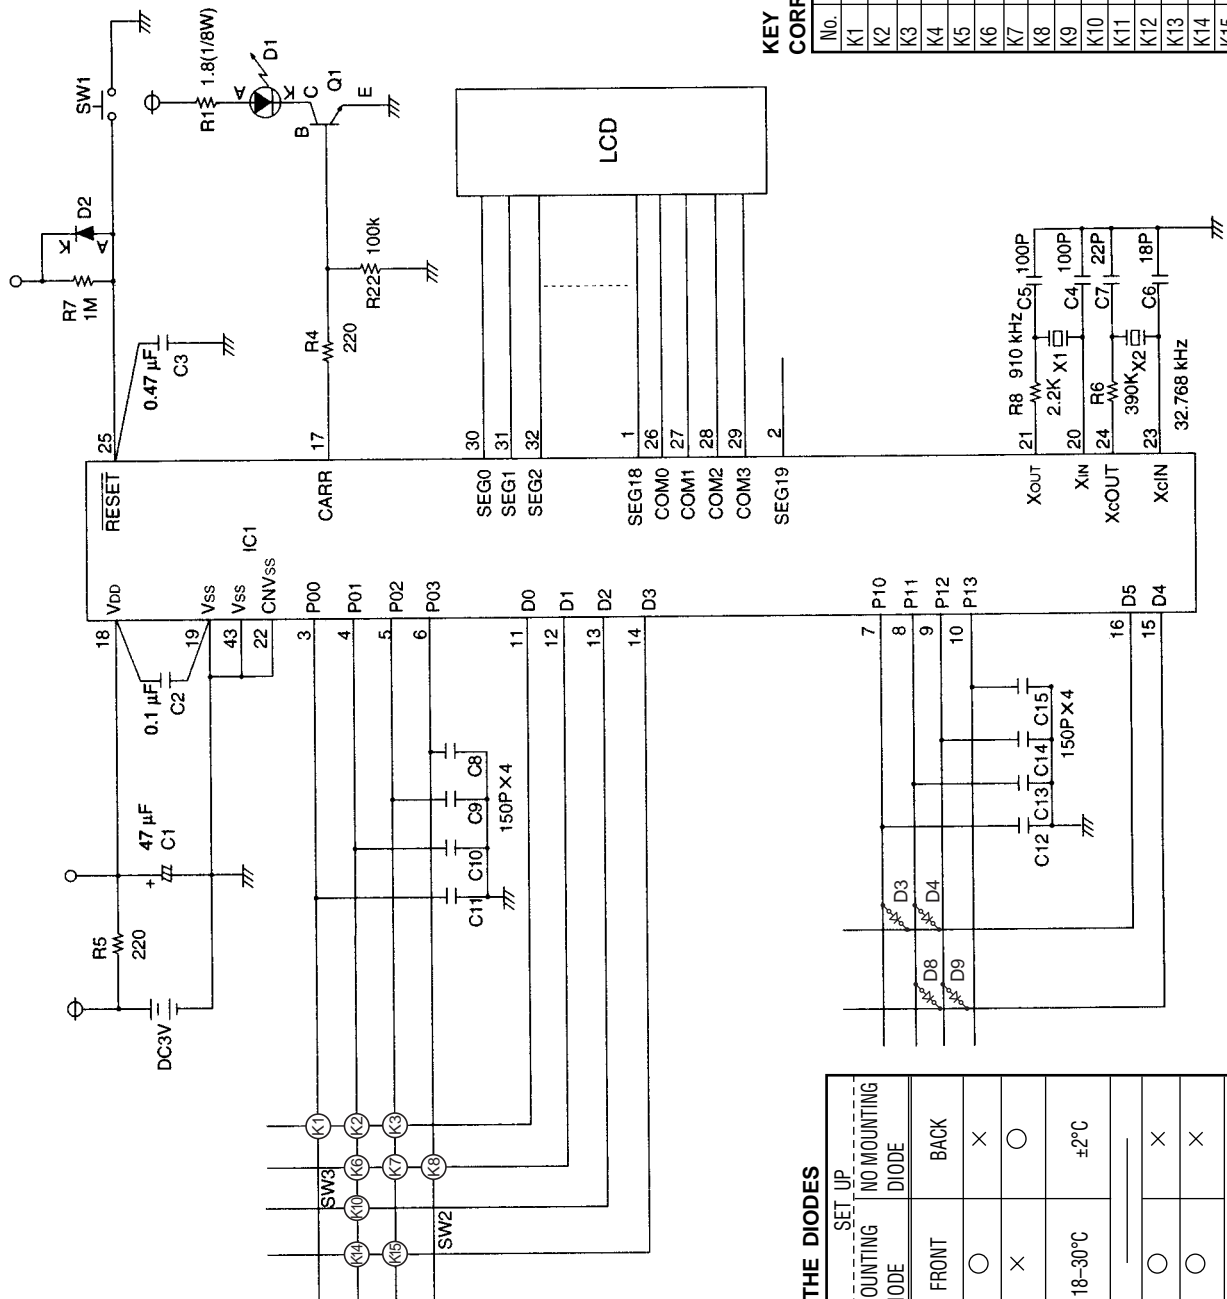 SW1
R1 1.8(1/8W)
D1
A
K
C
B
Q1
E
D2
K
A
R7
1M
R22 100k
R4
220
0.47 µF
C3
LCD
25
17
30
31
32
1
26
27
28
29
2
21
20
24
23
R8
2.2K
910 kHz
X1
C5
100P
C4
100P
R6
390K
X2
C7
22P
C6
18P
32.768 kHz
RESET
CARR
SEG0
SEG1
SEG2
SEG18
COM0
COM1
COM2
COM3
SEG19
XOUT
XIN
XcOUT
XcIN
IC1
VDD
Vss
Vss
CNVss
P00
P01
P02
P03
D0
D1
D2
D3
P10
P11
P12
P13
D5
D4
18
19
43
22
3
4
5
6
11
12
13
14
7
8
9
10
16
15
0.1 µF
C2
47 µF
C1
+
R5
220
DC3V
C8
C9
C10
C11
150P×4
C15
C14
C13
C12
150P×4
D3
D4
D8
D9
K1
K2
K3
K6
K7
K8
K10
K14
K15
SW3
SW2
KEY
CORR
No.
K1
K2
K3
K4
K5
K6
K7
K8
K9
K10
K11
K12
K13
K14
K15
THE DIODES
SET UP
OUNTING
ODE
NO MOUNTING
DIODE
FRONT
BACK
○ ×
× ○
18–30°C
±2°C
○ ×
○ ×